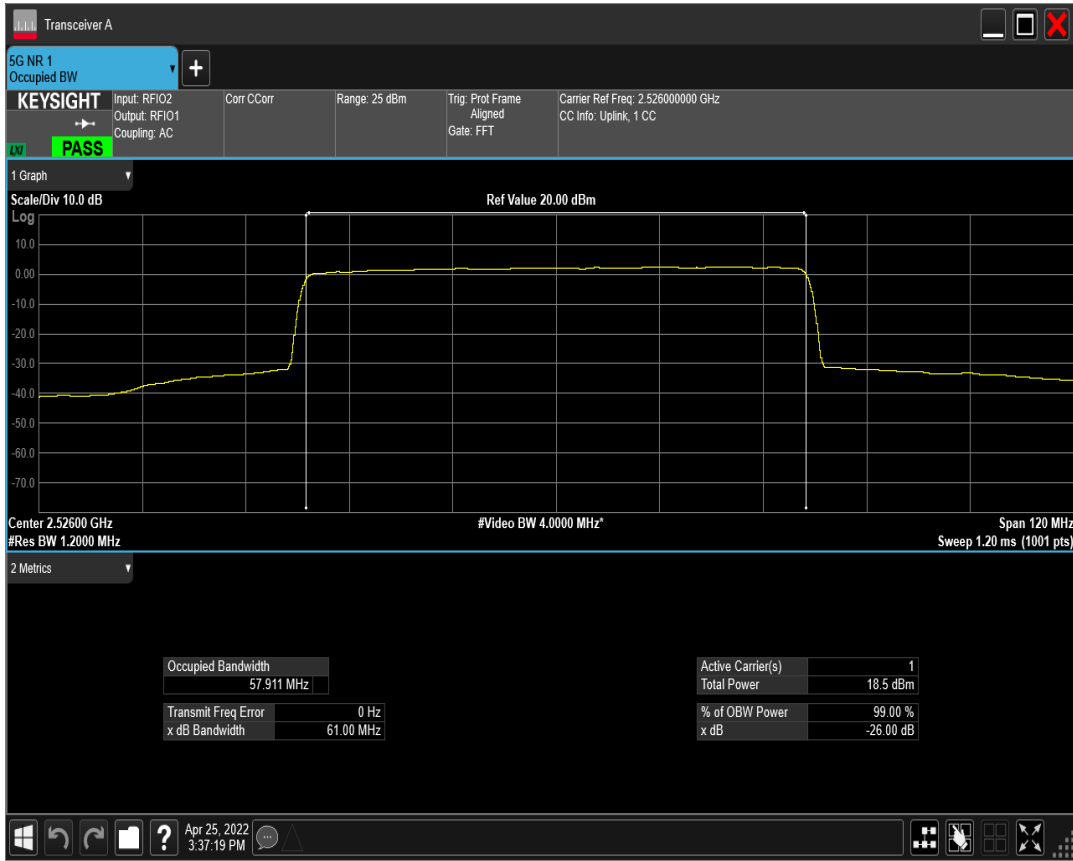 Transceiver A
5G NR 1
Occupied BW
KEYSIGHT
LXI
PASS
Input: RFIO2
Output: RFIO1
Coupling: AC
Corr CCorr
Range: 25 dBm
Trig: Prot Frame
Aligned
Gate: FFT
Carrier Ref Freq: 2.526000000 GHz
CC Info: Uplink, 1 CC
1 Graph
Scale/Div 10.0 dB
Ref Value 20.00 dBm
Log
10.0
0.00
-10.0
-20.0
-30.0
-40.0
-50.0
-60.0
-70.0
Center 2.52600 GHz
#Video BW 4.0000 MHz*
Span 120 MHz
#Res BW 1.2000 MHz
Sweep 1.20 ms (1001 pts)
2 Metrics
Occupied Bandwidth
57.911 MHz
Transmit Freq Error 0 Hz
x dB Bandwidth 61.00 MHz
Active Carrier(s) 1
Total Power 18.5 dBm
% of OBW Power 99.00 %
x dB -26.00 dB
Apr 25, 2022
3:37:19 PM